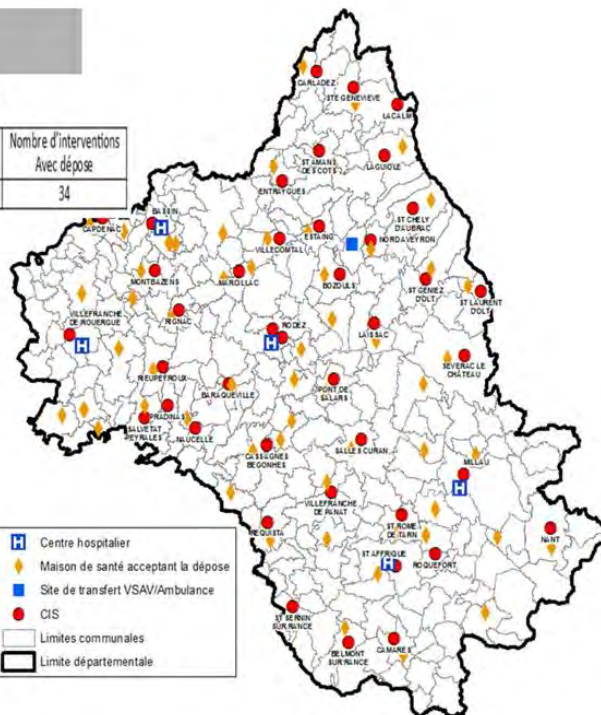 Nombre d'interventions
Avec dépose
34
CARLADEZ
STE GENEVIEVE
LACALM
ST AMANS
DES COTS
LAGUIOLE
ENTRAYGUES
ST CHELY
D'AUBRAC
BASSIN
CAPDENAC
ESTAING
NORD AVEYRON
VILLECOMTAL
MONTBAZENS
MARCILLAC
BOZOULS
ST GENIEZ
D'OLT
ST LAURENT
D'OLT
VILLEFRANCHE
DE ROUERGUE
RIGNAC
RODEZ
LAISSAC
SEVERAC LE
CHÂTEAU
RIEUPEYROUX
BARAQUEVILLE
PONT DE
SALARS
PRADINAS
SALVETAT
PEYRALES
NAUCELLE
CASSAGNES
BEGONHES
SALLES CURAN
MILLAU
VILLEFRANCHE
DE PANAT
REQUISTA
ST ROME
DE TARN
NANT
ST AFFRIQUE
ROQUEFORT
ST SERNIN
SUR RANCE
BELMONT
SUR RANCE
CAMARES
H Centre hospitalier
Maison de santé acceptant la dépose
Site de transfert VSAV/Ambulance
CIS
Limites communales
Limite départementale